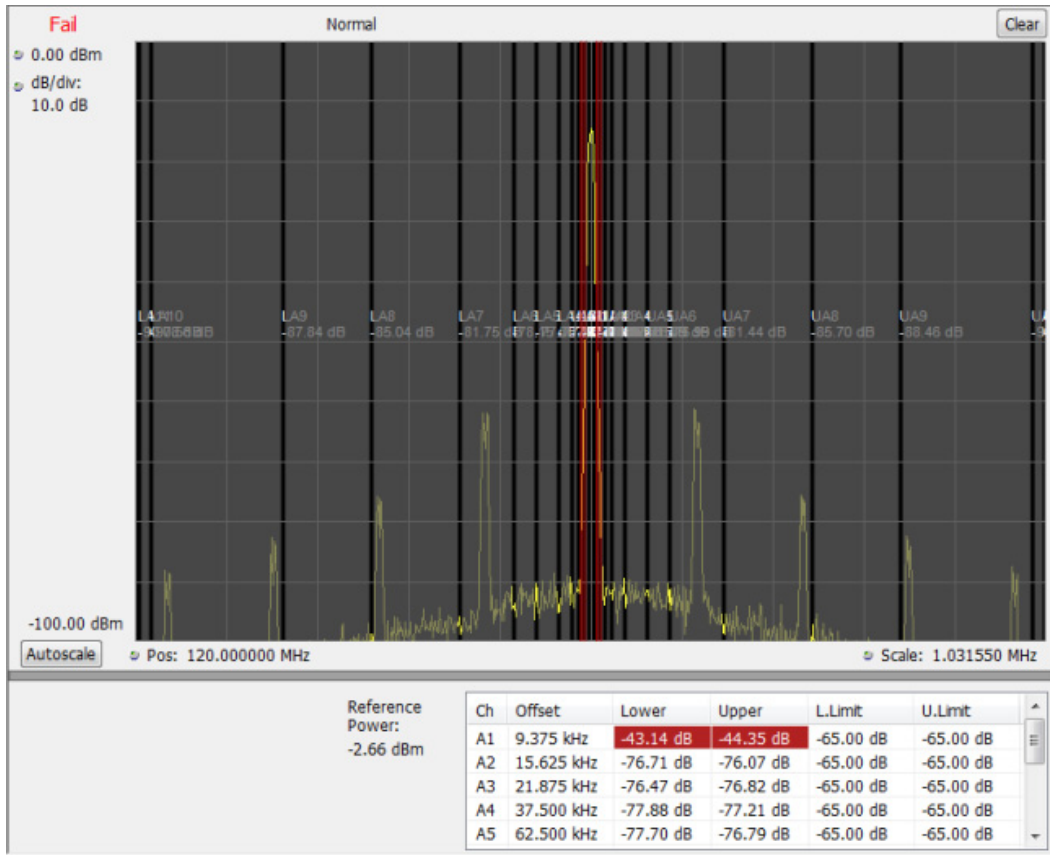 Fail
Normal
Clear
0.00 dBm
dB/div:
10.0 dB
LA9
LA8
LA7
UA6
UA7
UA8
UA9
-87.84 dB
-85.04 dB
-81.75 dB
-81.44 dB
-85.70 dB
-88.46 dB
-100.00 dBm
Autoscale
Pos: 120.000000 MHz
Scale: 1.031550 MHz
Reference
Power:
-2.66 dBm
Ch Offset Lower Upper L.Limit U.Limit
A1 9.375 kHz -43.14 dB -44.35 dB -65.00 dB -65.00 dB
A2 15.625 kHz -76.71 dB -76.07 dB -65.00 dB -65.00 dB
A3 21.875 kHz -76.47 dB -76.82 dB -65.00 dB -65.00 dB
A4 37.500 kHz -77.88 dB -77.21 dB -65.00 dB -65.00 dB
A5 62.500 kHz -77.70 dB -76.79 dB -65.00 dB -65.00 dB